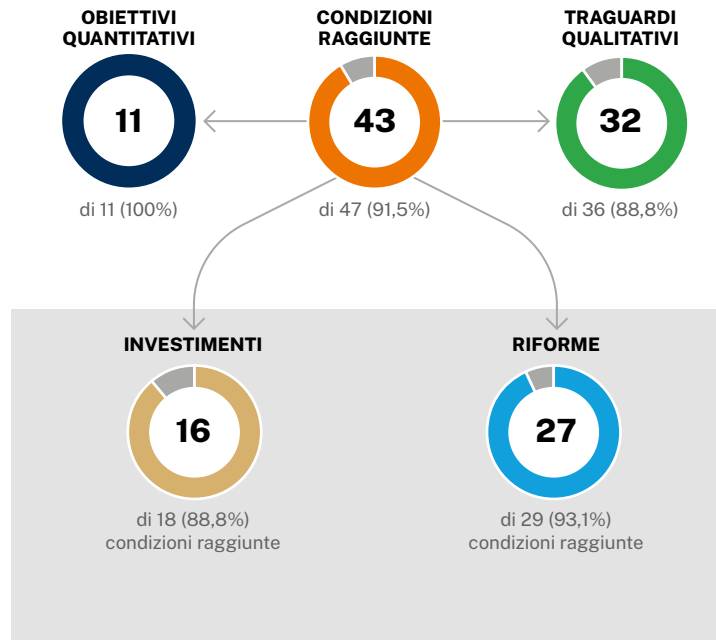 OBIETTIVI
QUANTITATIVI
11
di 11 (100%)
CONDIZIONI
RAGGIUNTE
43
di 47 (91,5%)
TRAGUARDI
QUALITATIVI
32
di 36 (88,8%)
INVESTIMENTI
16
di 18 (88,8%)
condizioni raggiunte
RIFORME
27
di 29 (93,1%)
condizioni raggiunte